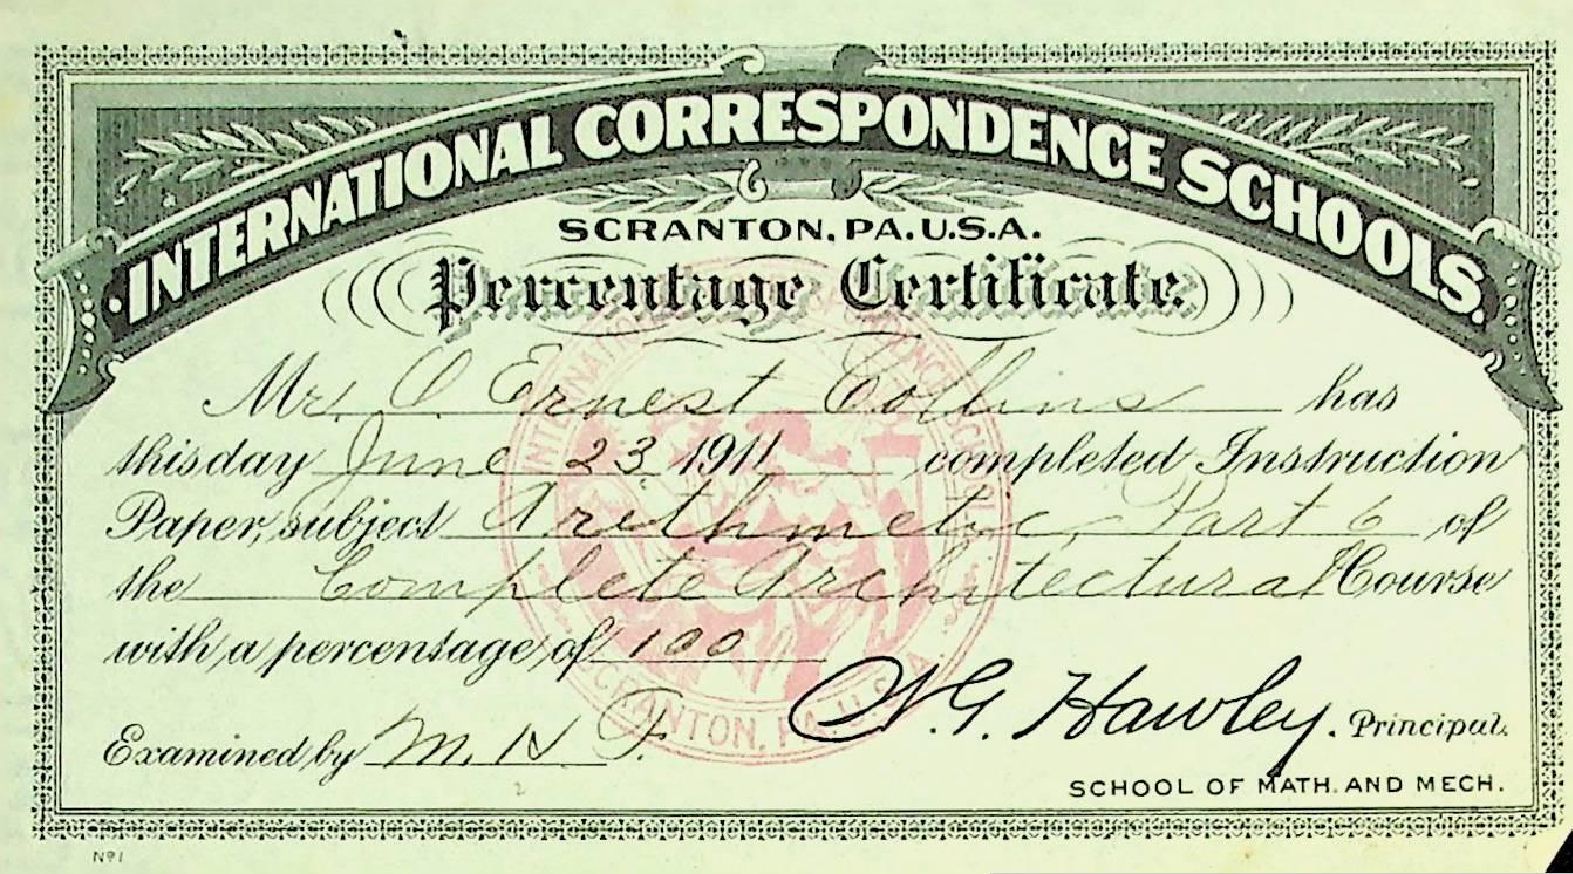 INTERNATIONAL CORRESPONDENCE SCHOOLS.
SCRANTON, PA. U.S.A.
Percentage Certificate.
Mr. O. Ernest Collins has
this day June 23, 1911 completed Instruction
Paper, subject Arithmetic, Part 6 of
the Complete Architectural Course
with a percentage of 100
Examined by M. N. F.
N. G. Hawley. Principal.
SCHOOL OF MATH. AND MECH.
Nº 1